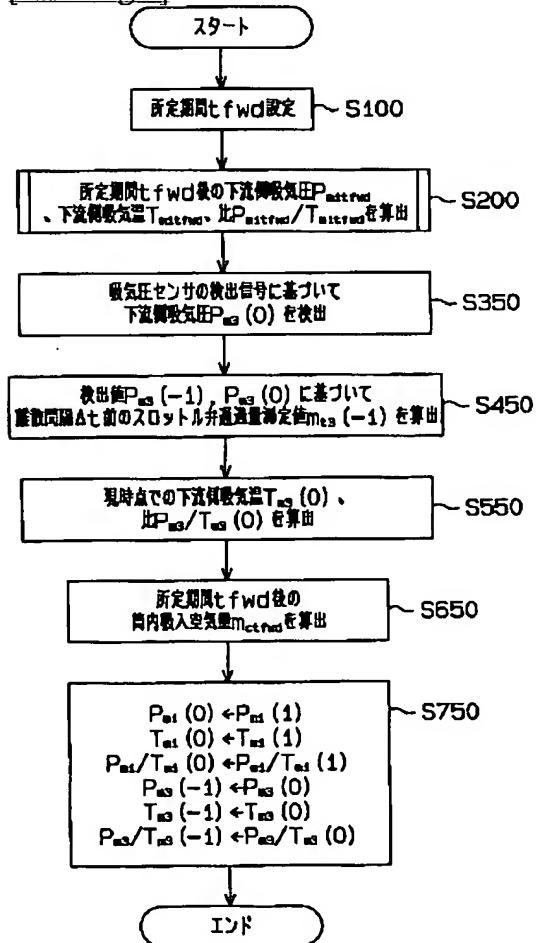 スタート
所定期間tfwd設定
S100
所定期間tfwd後の下流側吸気圧Pm1tfwd
、下流側吸気温Tm1tfwd、比Pm1tfwd/Tm1tfwdを算出
S200
吸気圧センサの検出信号に基づいて
下流側吸気圧Pm3(0)を検出
S350
検出値Pm3(-1), Pm3(0)に基づいて
離散間隔Δt前のスロットル弁通過量測定値mt3(-1)を算出
S450
現時点での下流側吸気温Tm3(0)、
比Pm3/Tm3(0)を算出
S550
所定期間tfwd後の
筒内吸入空気量mctfwdを算出
S650
Pm1(0)←Pm1(1)
Tm1(0)←Tm1(1)
Pm1/Tm1(0)←Pm1/Tm1(1)
Pm3(-1)←Pm3(0)
Tm3(-1)←Tm3(0)
Pm3/Tm3(-1)←Pm3/Tm3(0)
S750
エンド